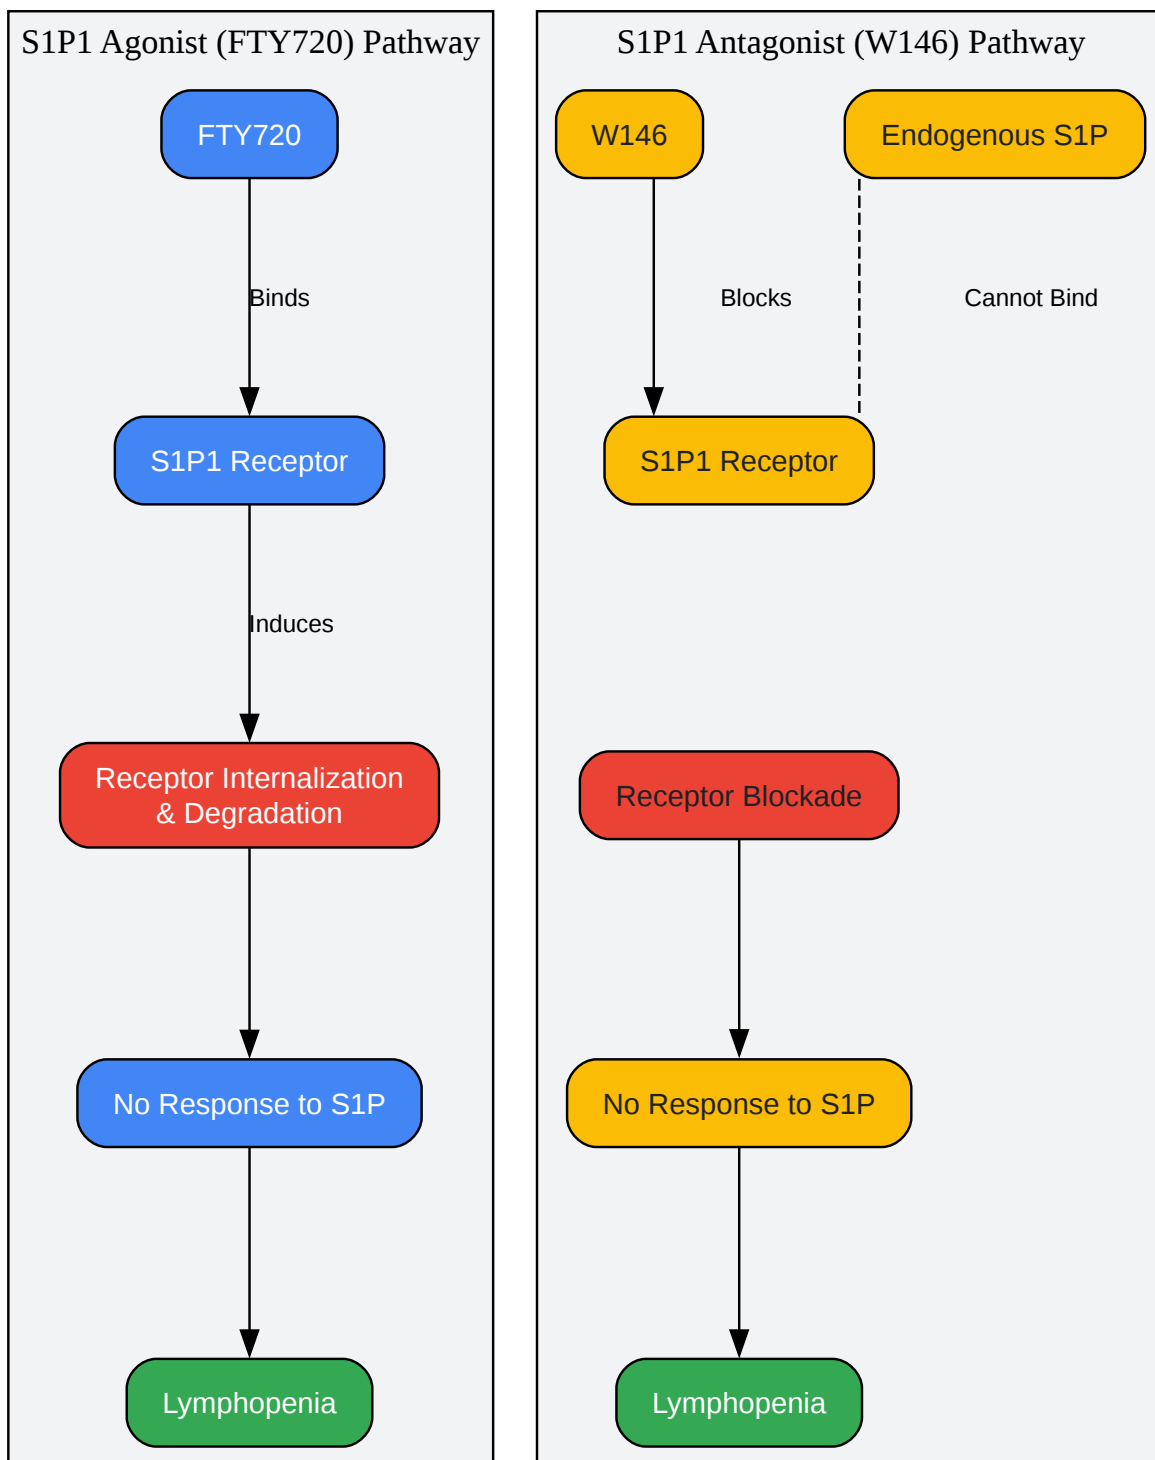 S1P1 Agonist (FTY720) Pathway
FTY720
Binds
S1P1 Receptor
Induces
Receptor Internalization
& Degradation
No Response to S1P
Lymphopenia
S1P1 Antagonist (W146) Pathway
W146
Endogenous S1P
Blocks
Cannot Bind
S1P1 Receptor
Receptor Blockade
No Response to S1P
Lymphopenia